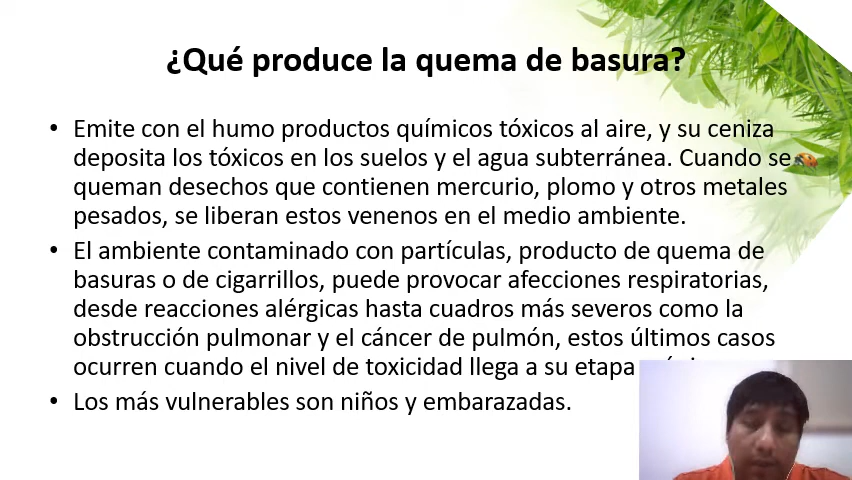 ¿Qué produce la quema de basura?
• Emite con el humo productos químicos tóxicos al aire, y su ceniza
deposita los tóxicos en los suelos y el agua subterránea. Cuando se
queman desechos que contienen mercurio, plomo y otros metales
pesados, se liberan estos venenos en el medio ambiente.
• El ambiente contaminado con partículas, producto de quema de
basuras o de cigarrillos, puede provocar afecciones respiratorias,
desde reacciones alérgicas hasta cuadros más severos como la
obstrucción pulmonar y el cáncer de pulmón, estos últimos casos
ocurren cuando el nivel de toxicidad llega a su etapa
• Los más vulnerables son niños y embarazadas.